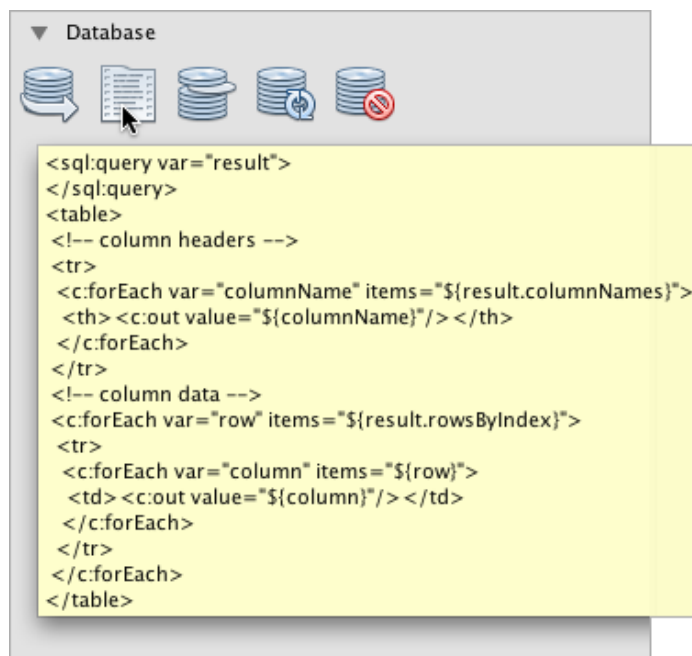 Database
<sql:query var="result">
</sql:query>
<table>
<!-- column headers -->
<tr>
<c:forEach var="columnName" items="${result.columnNames}">
<th><c:out value="${columnName}"/></th>
</c:forEach>
</tr>
<!-- column data -->
<c:forEach var="row" items="${result.rowsByIndex}">
<tr>
<c:forEach var="column" items="${row}">
<td><c:out value="${column}"/></td>
</c:forEach>
</tr>
</c:forEach>
</table>